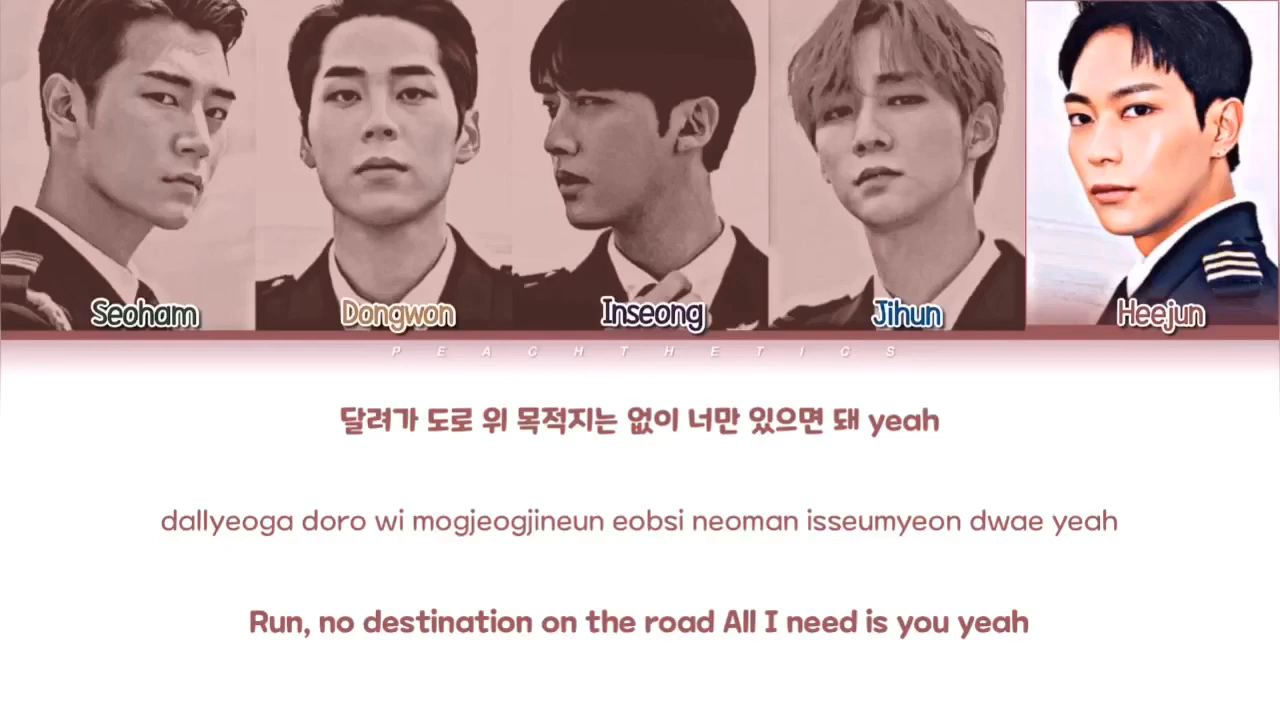 Seoham Dongwon Inseong Jihun Heejun
PEACHTHETICS
달려가 도로 위 목적지는 없이 너만 있으면 돼 yeah
dallyeoga doro wi mogjeogjineun eobsi neoman isseumyeon dwae yeah
Run, no destination on the road All I need is you yeah